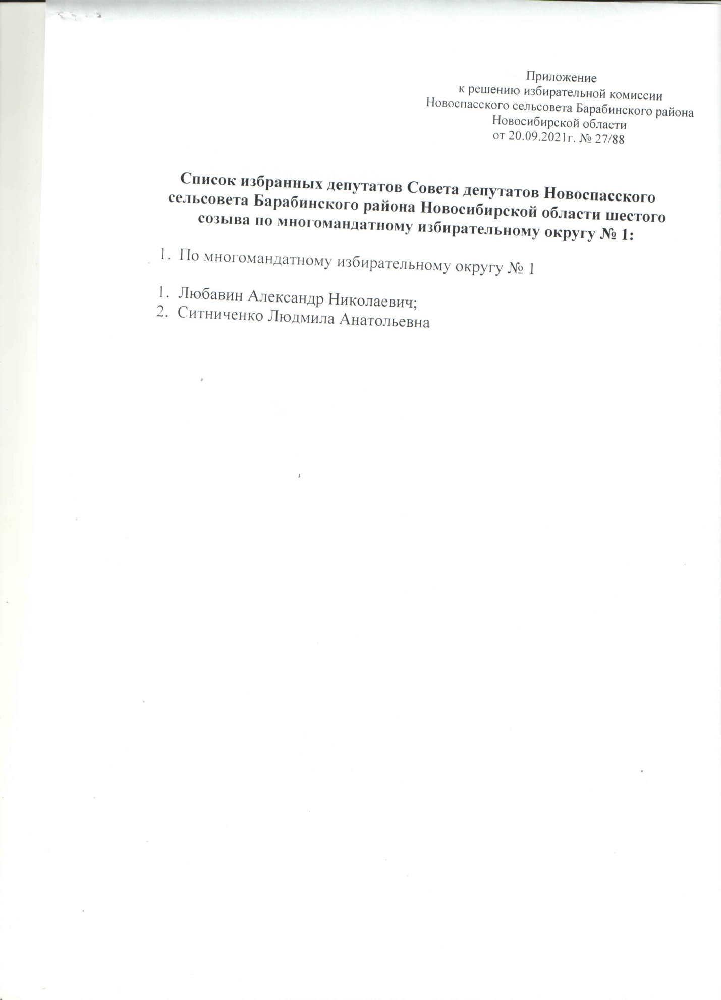 Приложение
к решению избирательной комиссии
Новоспасского сельсовета Барабинского района
Новосибирской области
от 20.09.2021г. № 27/88
Список избранных депутатов Совета депутатов Новоспасского
сельсовета Барабинского района Новосибирской области шестого
созыва по многомандатному избирательному округу № 1:
1. По многомандатному избирательному округу № 1
1. Любавин Александр Николаевич;
2. Ситниченко Людмила Анатольевна